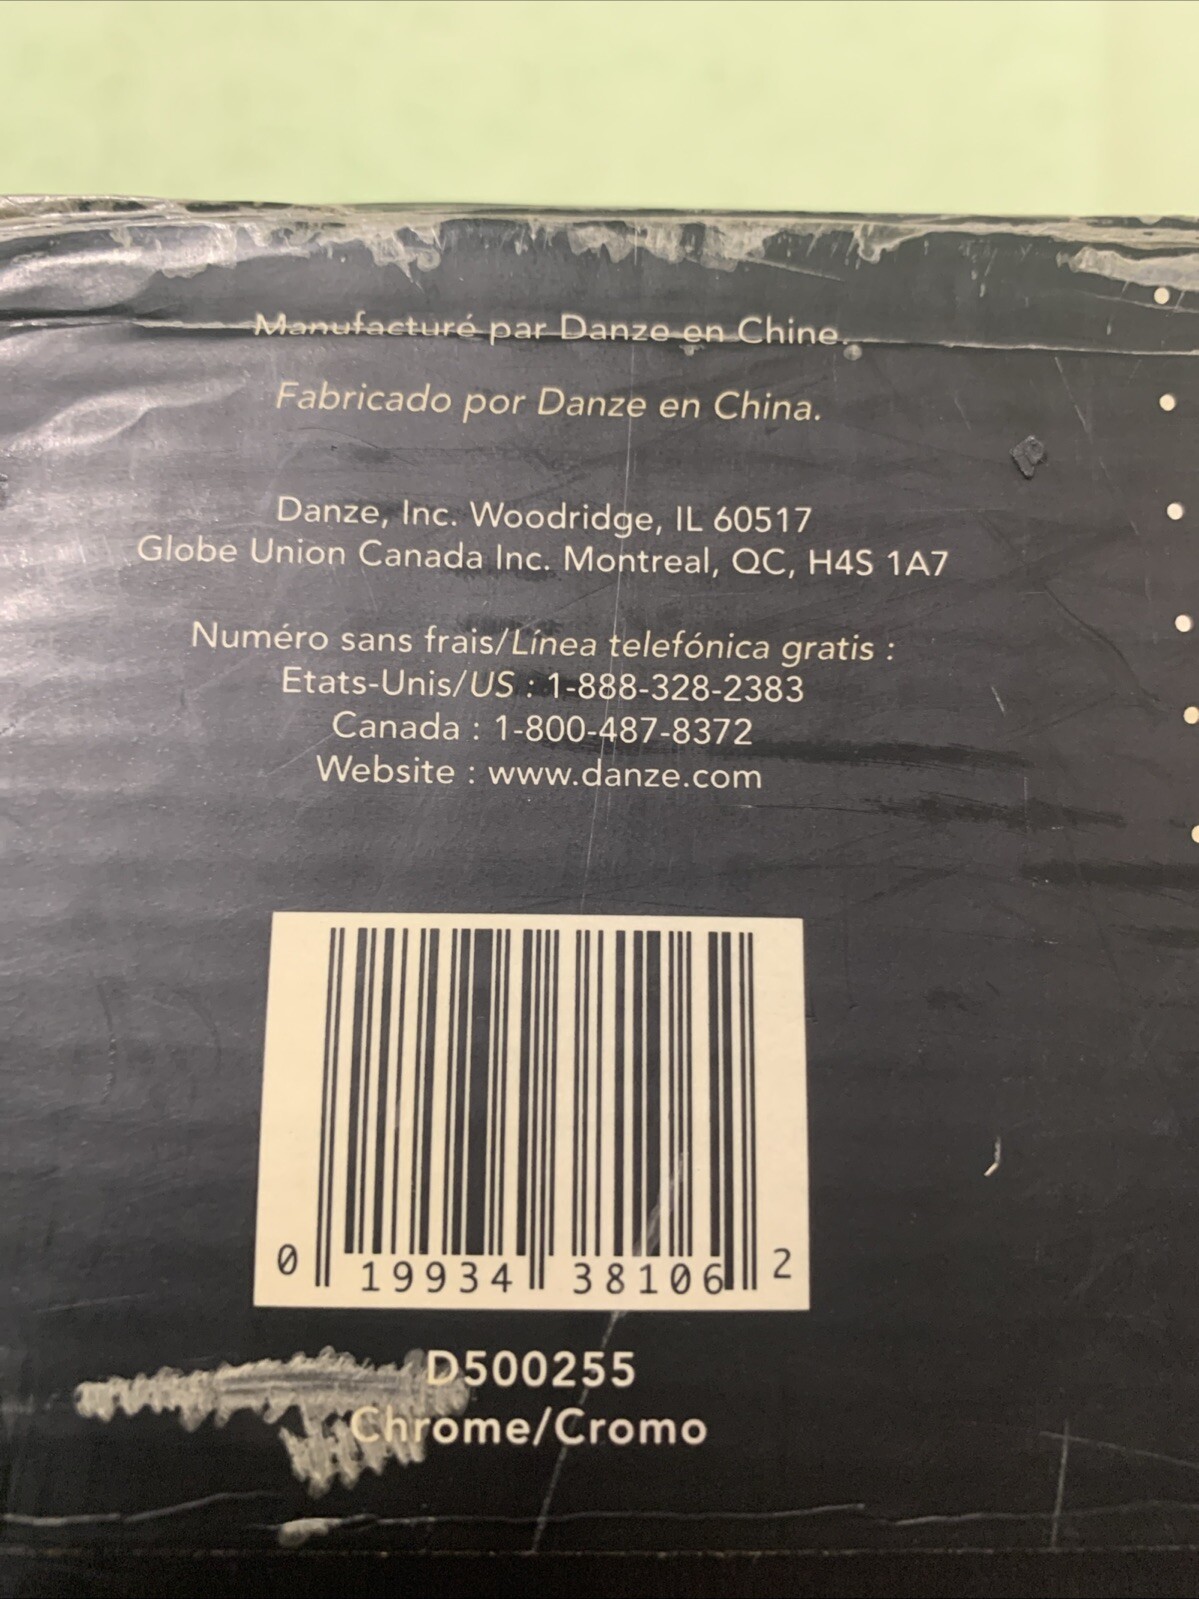 Manufacturé par Danze en Chine.
Fabricado por Danze en China.
Danze, Inc. Woodridge, IL 60517
Globe Union Canada Inc. Montreal, QC, H4S 1A7
Numéro sans frais/Línea telefónica gratis :
Etats-Unis/US : 1-888-328-2383
Canada : 1-800-487-8372
Website : www.danze.com
0 19934 38106 2
D500255
Chrome/Cromo